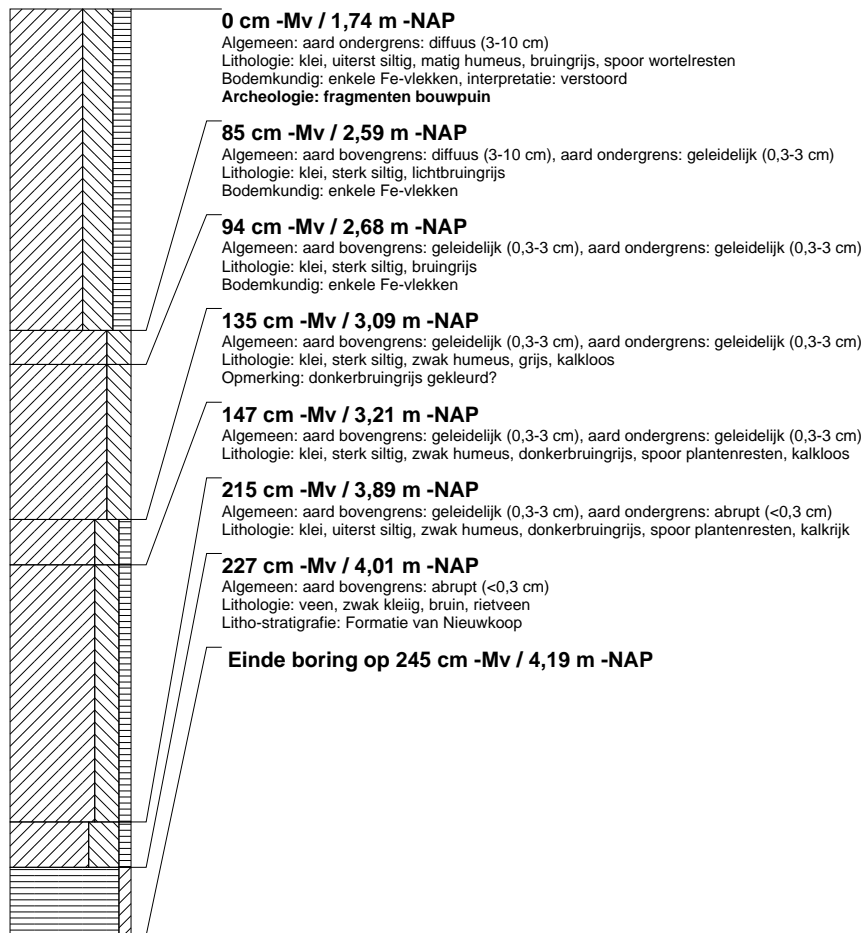 0 cm -Mv / 1,74 m -NAP
Algemeen: aard ondergrens: diffuus (3-10 cm)
Lithologie: klei, uiterst siltig, matig humeus, bruingrijs, spoor wortelresten
Bodemkundig: enkele Fe-vlekken, interpretatie: verstoord
Archeologie: fragmenten bouwpuin
85 cm -Mv / 2,59 m -NAP
Algemeen: aard bovengrens: diffuus (3-10 cm), aard ondergrens: geleidelijk (0,3-3 cm)
Lithologie: klei, sterk siltig, lichtbruingrijs
Bodemkundig: enkele Fe-vlekken
94 cm -Mv / 2,68 m -NAP
Algemeen: aard bovengrens: geleidelijk (0,3-3 cm), aard ondergrens: geleidelijk (0,3-3 cm)
Lithologie: klei, sterk siltig, bruingrijs
Bodemkundig: enkele Fe-vlekken
135 cm -Mv / 3,09 m -NAP
Algemeen: aard bovengrens: geleidelijk (0,3-3 cm), aard ondergrens: geleidelijk (0,3-3 cm)
Lithologie: klei, sterk siltig, zwak humeus, grijs, kalkloos
Opmerking: donkerbruingrijs gekleurd?
147 cm -Mv / 3,21 m -NAP
Algemeen: aard bovengrens: geleidelijk (0,3-3 cm), aard ondergrens: geleidelijk (0,3-3 cm)
Lithologie: klei, sterk siltig, zwak humeus, donkerbruingrijs, spoor plantenresten, kalkloos
215 cm -Mv / 3,89 m -NAP
Algemeen: aard bovengrens: geleidelijk (0,3-3 cm), aard ondergrens: abrupt (<0,3 cm)
Lithologie: klei, uiterst siltig, zwak humeus, donkerbruingrijs, spoor plantenresten, kalkrijk
227 cm -Mv / 4,01 m -NAP
Algemeen: aard bovengrens: abrupt (<0,3 cm)
Lithologie: veen, zwak kleiig, bruin, rietveen
Litho-stratigrafie: Formatie van Nieuwkoop
Einde boring op 245 cm -Mv / 4,19 m -NAP